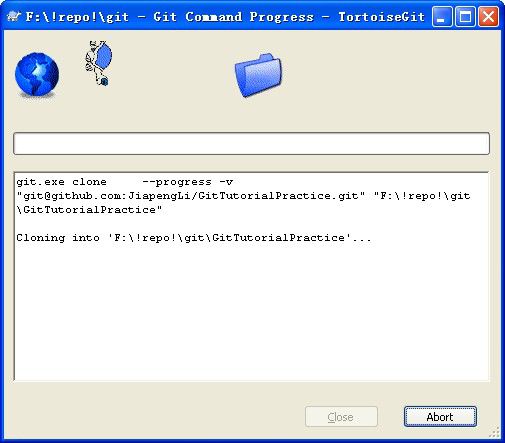 F:\!repo!\git - Git Command Progress - TortoiseGit
git.exe clone     --progress -v
"git@github.com:JiapengLi/GitTutorialPractice.git" "F:\!repo!\git
\GitTutorialPractice"
Cloning into 'F:\!repo!\git\GitTutorialPractice'...
Close Abort